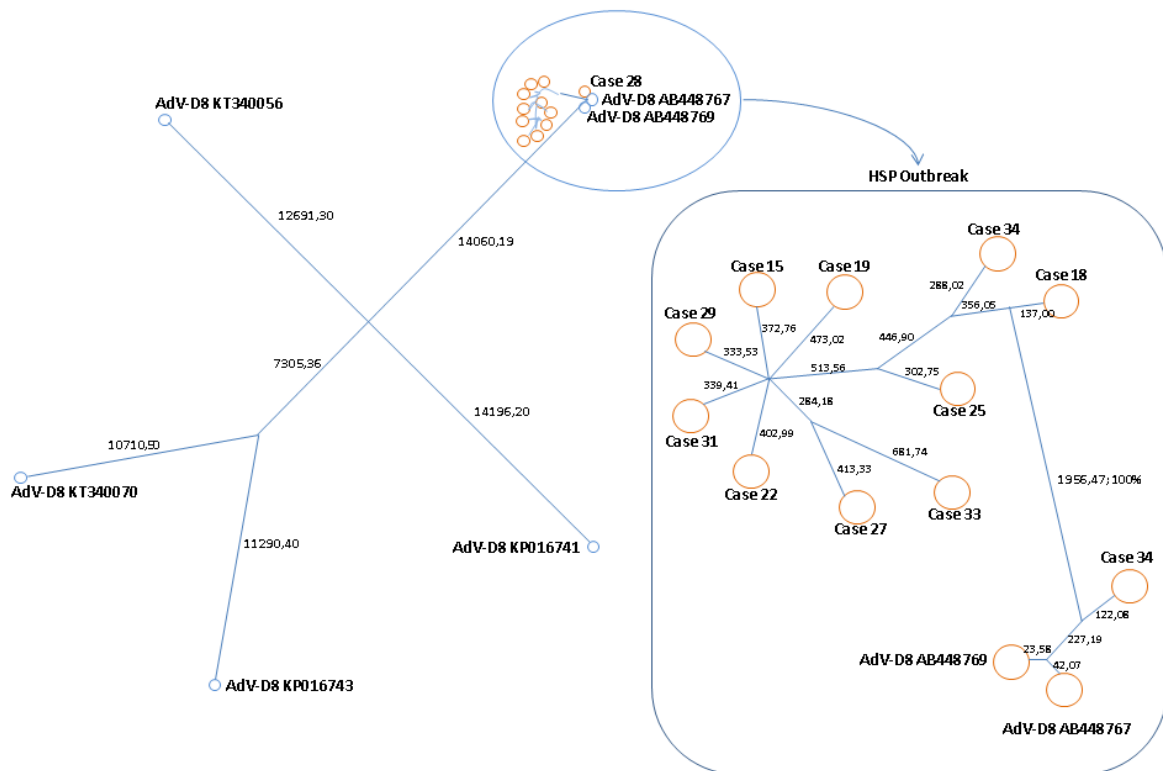 Case 28
AdV-D8 KT340056
AdV-D8 AB448767
AdV-D8 AB448769
HSP Outbreak
12691,30
14060,19
7305,36
10710,50
14196,20
AdV-D8 KT340070
11290,40
AdV-D8 KP016741
AdV-D8 KP016743
Case 34
Case 15
Case 19
Case 18
288,02
356,05
137,00
Case 29
372,76
473,02
446,90
333,53
513,56
302,75
339,41
284,18
Case 25
Case 31
402,99
681,74
413,33
1956,47;100%
Case 22
Case 33
Case 27
Case 34
122,08
227,19
AdV-D8 AB448769
23,58
42,07
AdV-D8 AB448767